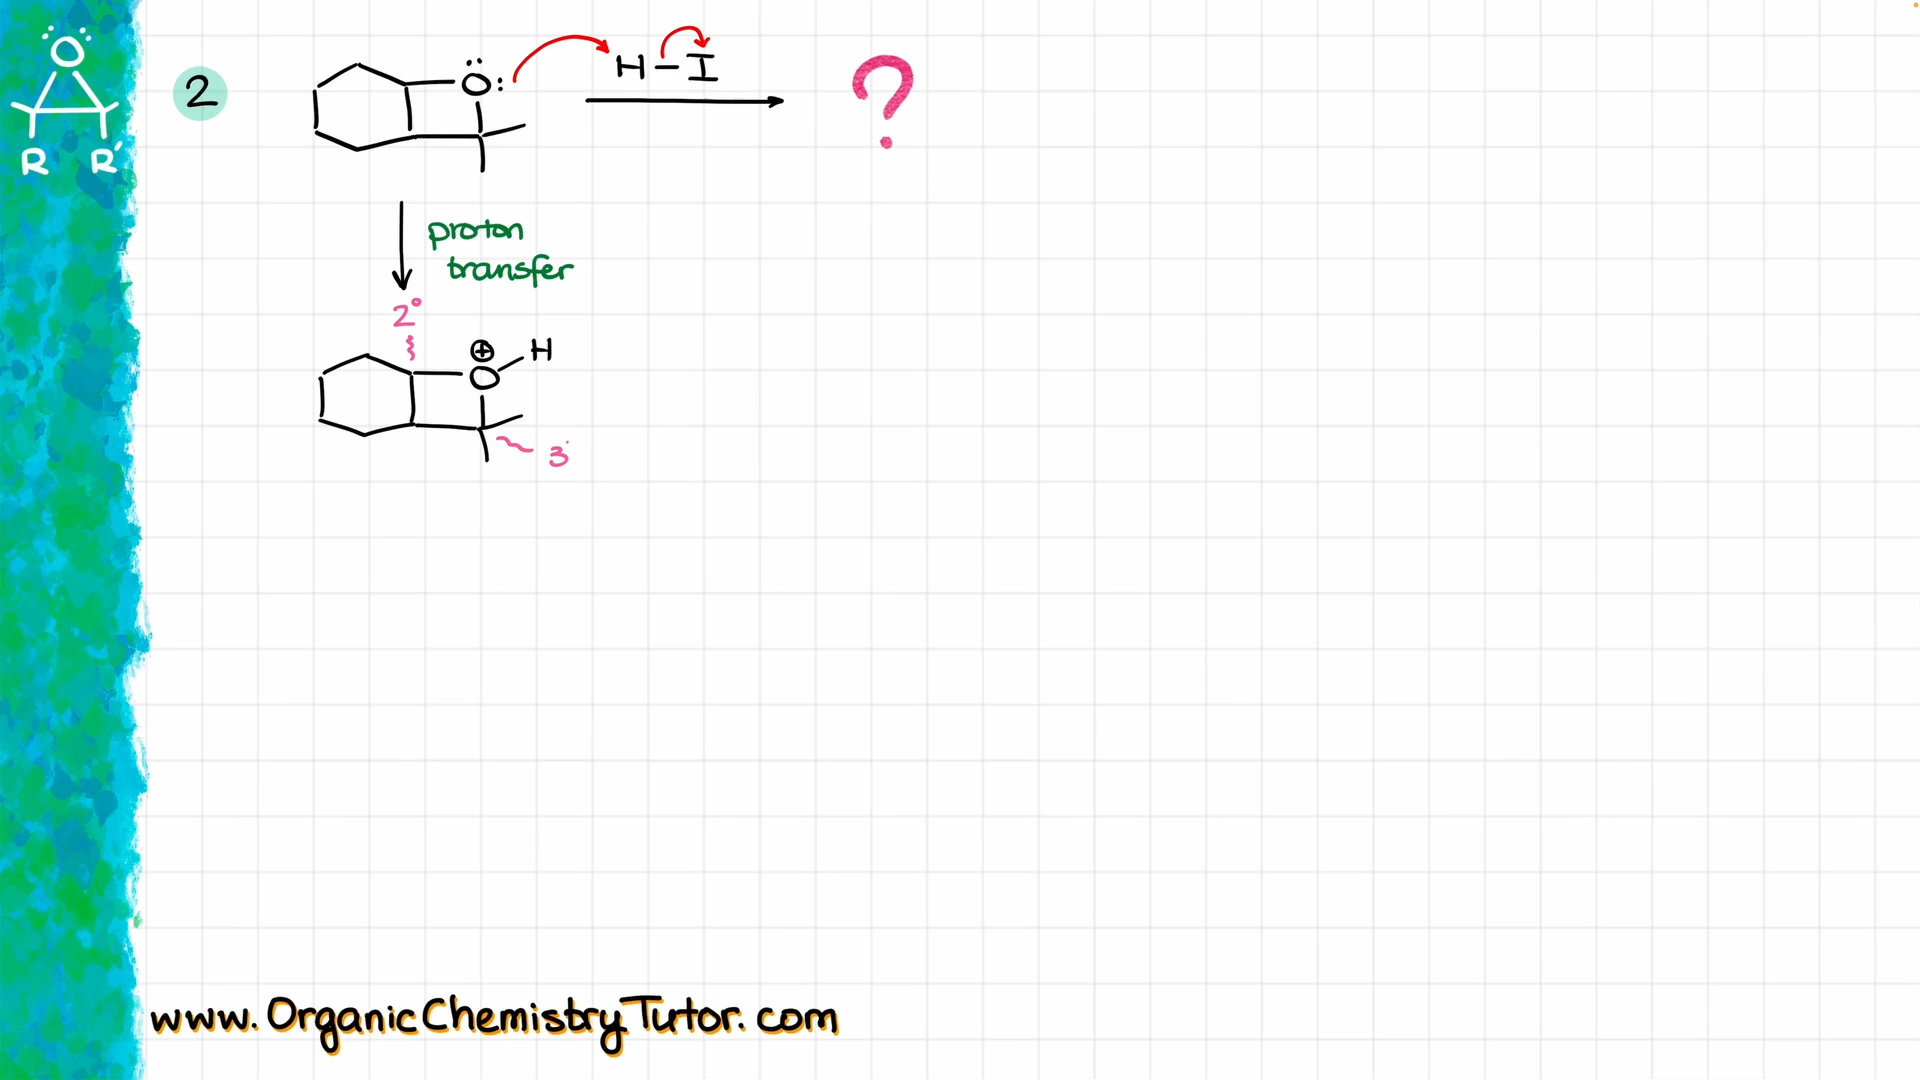 O
R R'
2
O: H-I
?
proton
transfer
2°
⊕ H
O
3
www.OrganicChemistryTutor.com